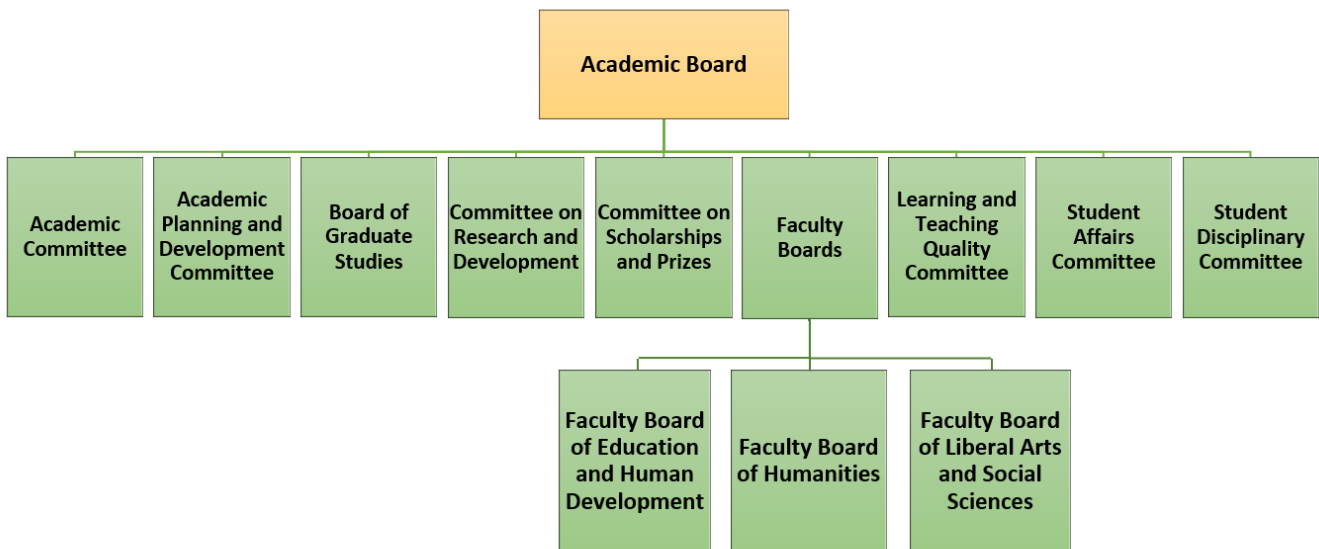 Academic Board
Academic
Committee
Academic
Planning and
Development
Committee
Board of
Graduate
Studies
Committee on
Research and
Development
Committee on
Scholarships
and Prizes
Faculty
Boards
Learning and
Teaching
Quality
Committee
Student
Affairs
Committee
Student
Disciplinary
Committee
Faculty Board
of Education
and Human
Development
Faculty Board
of Humanities
Faculty Board
of Liberal Arts
and Social
Sciences